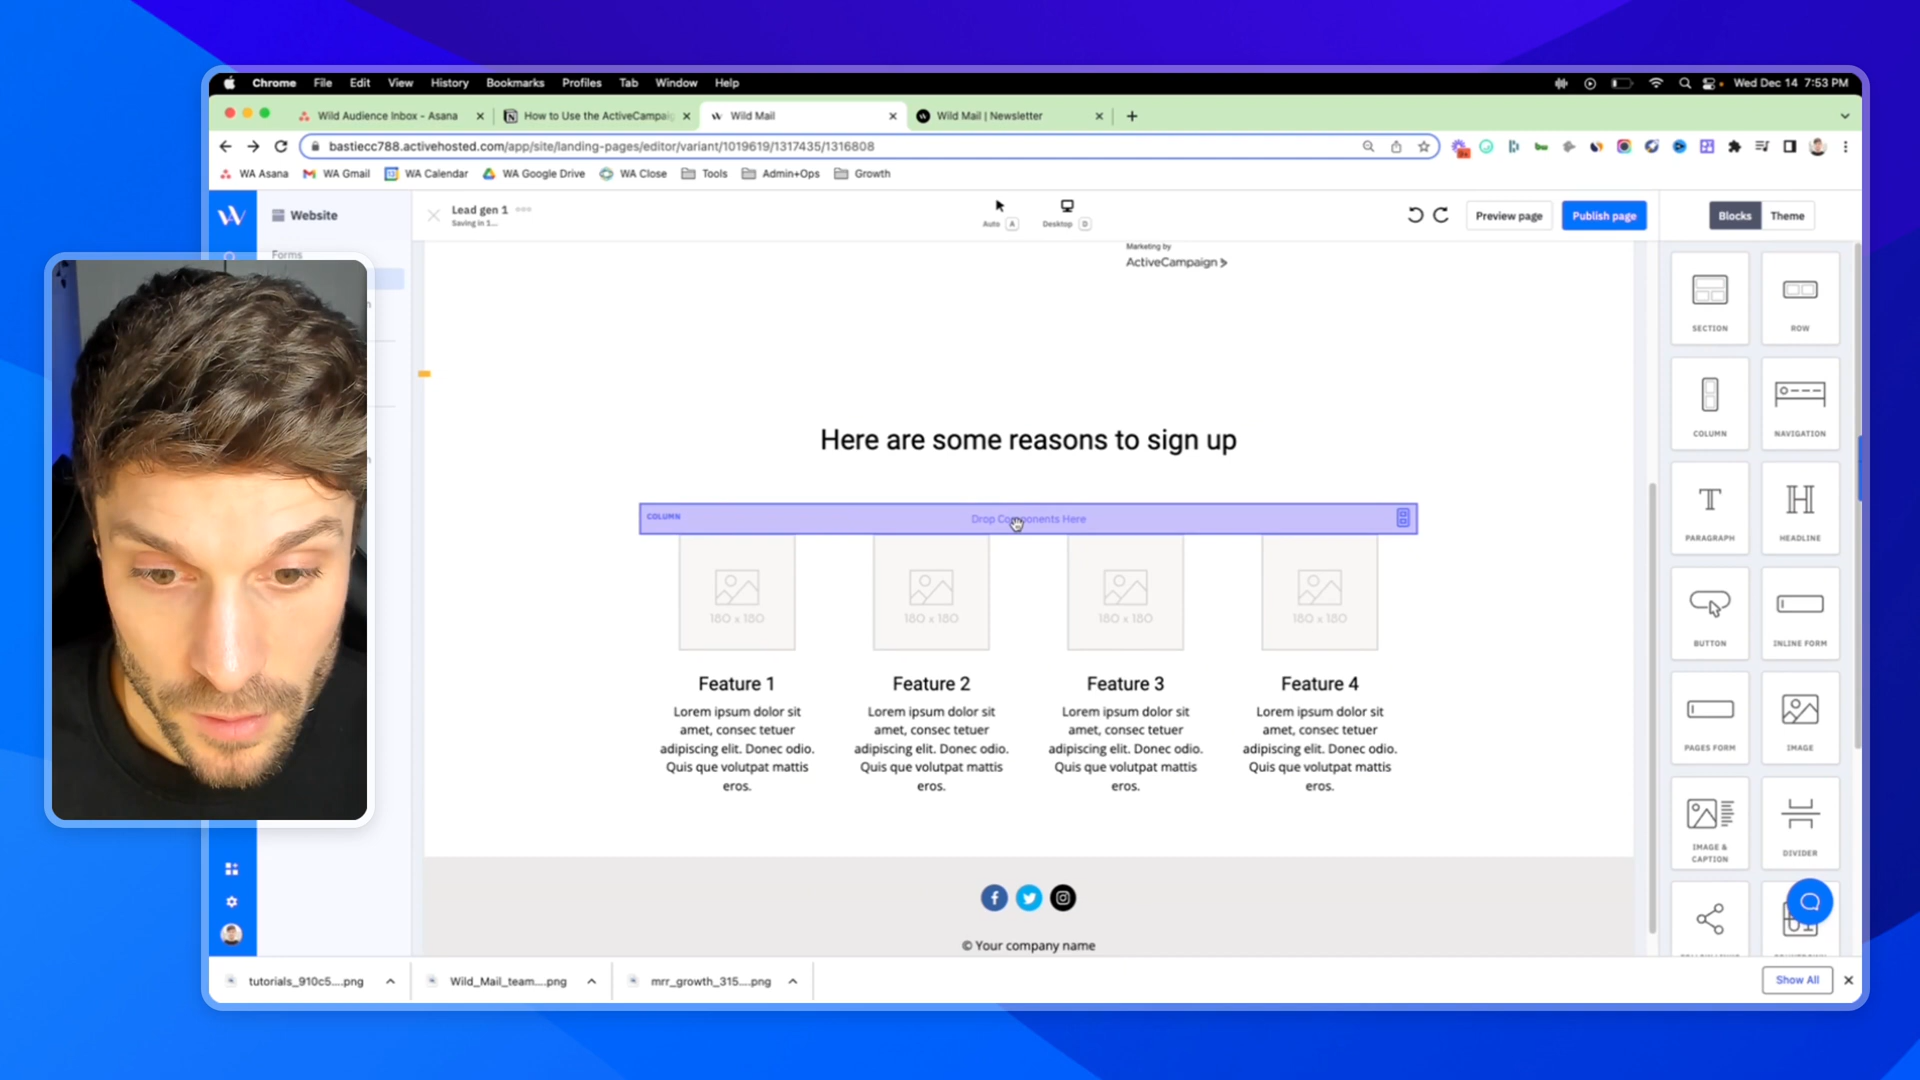 Chrome File Edit View History Bookmarks Profiles Tab Window Help
Wed Dec 14 7:53 PM
Wild Audience Inbox - Asana
How to Use the ActiveCampaig
Wild Mail
Wild Mail | Newsletter
bastiecc788.activehosted.com/app/site/landing-pages/editor/variant/1019619/1317435/1316808
WA Asana
WA Gmail
WA Calendar
WA Google Drive
WA Close
Tools
Admin+Ops
Growth
Website
Forms
Lead gen 1
Saving in 1...
Auto A
Desktop D
Preview page
Publish page
Blocks
Theme
Marketing by
ActiveCampaign >
Here are some reasons to sign up
COLUMN
Drop Components Here
180 x 180
180 x 180
180 x 180
180 x 180
Feature 1
Lorem ipsum dolor sit
amet, consec tetuer
adipiscing elit. Donec odio.
Quis que volutpat mattis
eros.
Feature 2
Lorem ipsum dolor sit
amet, consec tetuer
adipiscing elit. Donec odio.
Quis que volutpat mattis
eros.
Feature 3
Lorem ipsum dolor sit
amet, consec tetuer
adipiscing elit. Donec odio.
Quis que volutpat mattis
eros.
Feature 4
Lorem ipsum dolor sit
amet, consec tetuer
adipiscing elit. Donec odio.
Quis que volutpat mattis
eros.
© Your company name
SECTION
ROW
COLUMN
NAVIGATION
PARAGRAPH
HEADLINE
BUTTON
INLINE FORM
PAGES FORM
IMAGE
IMAGE &
CAPTION
DIVIDER
tutorials_910c5....png
Wild_Mail_team....png
mrr_growth_315....png
Show All